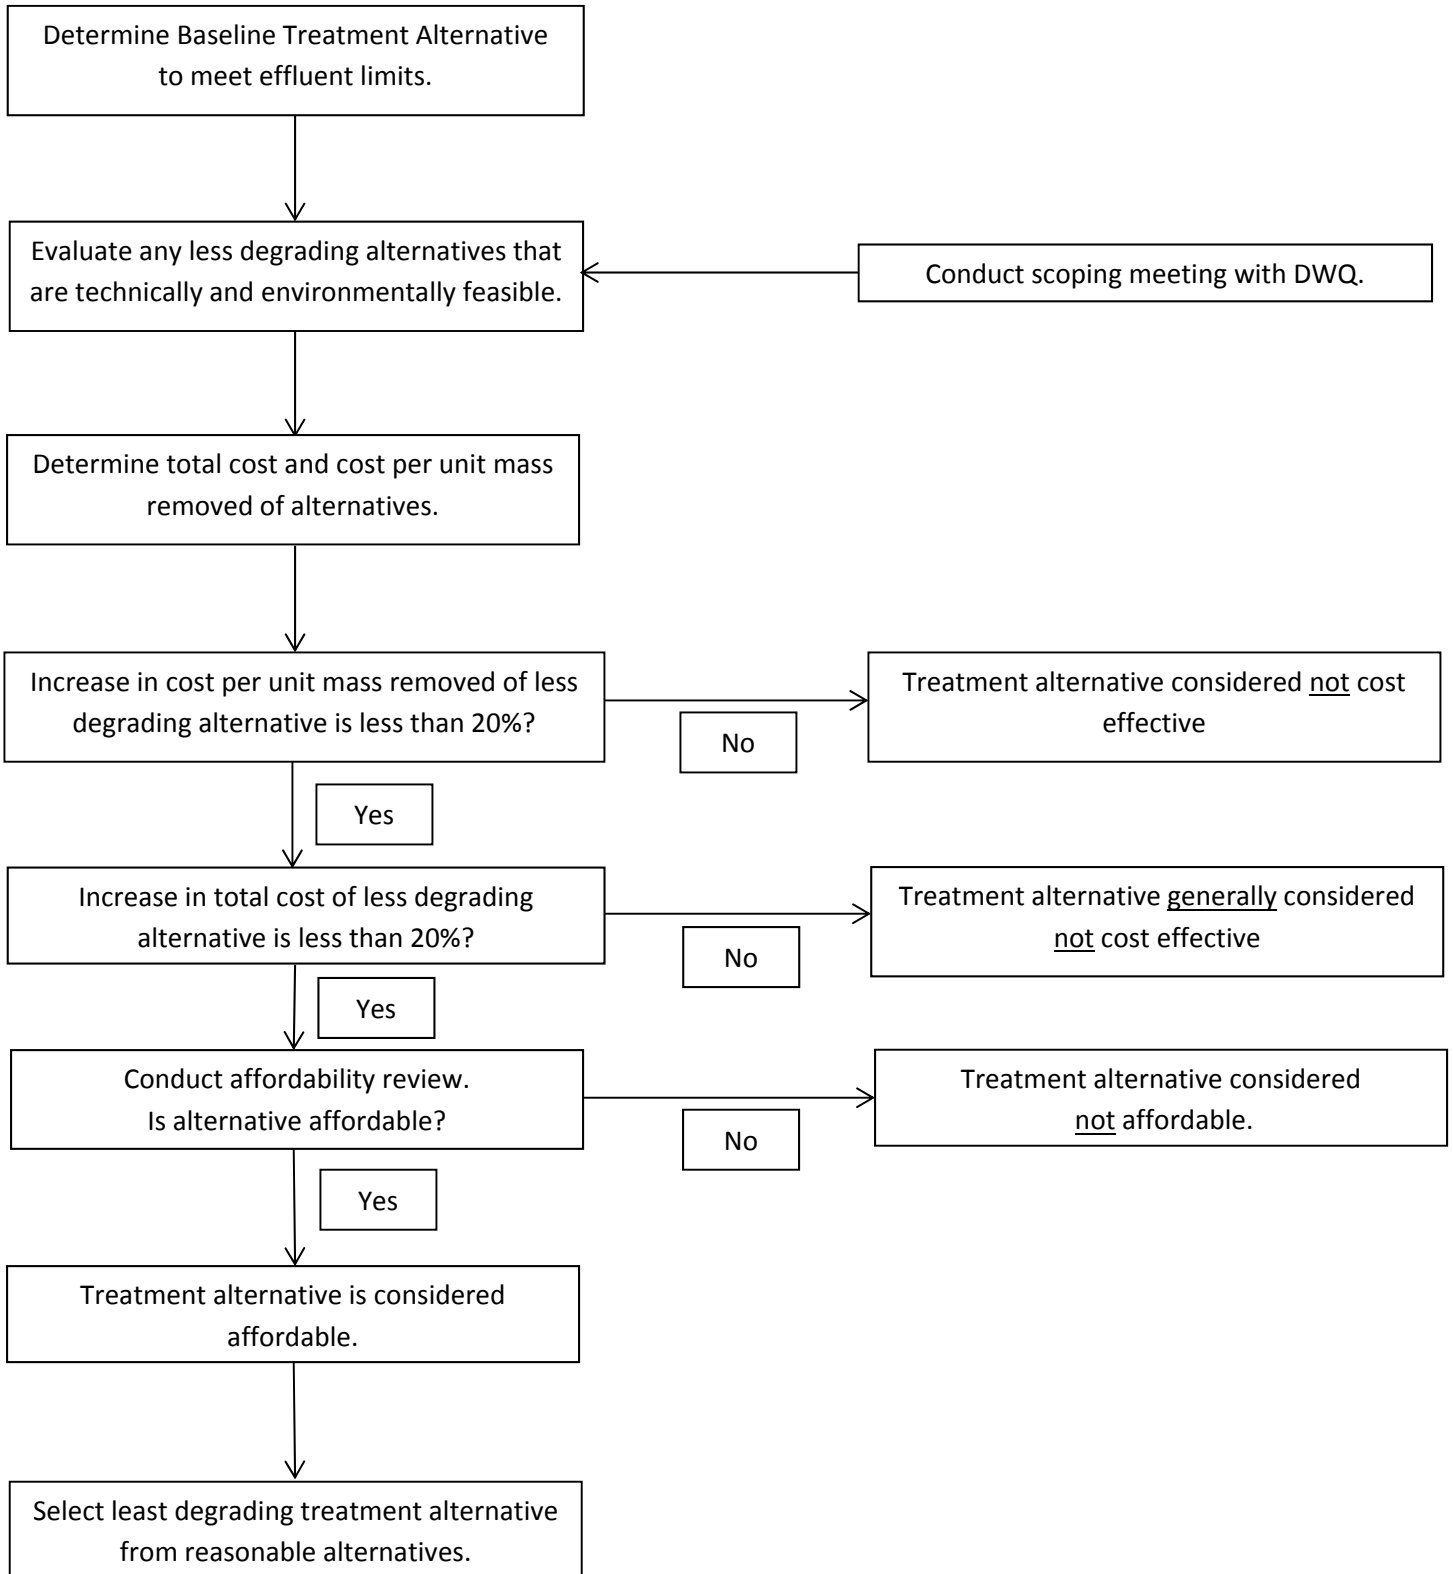 Determine Baseline Treatment Alternative
to meet effluent limits.
Evaluate any less degrading alternatives that
are technically and environmentally feasible.
Conduct scoping meeting with DWQ.
Determine total cost and cost per unit mass
removed of alternatives.
Increase in cost per unit mass removed of less
degrading alternative is less than 20%?
No
Treatment alternative considered not cost
effective
Yes
Increase in total cost of less degrading
alternative is less than 20%?
No
Treatment alternative generally considered
not cost effective
Yes
Conduct affordability review.
Is alternative affordable?
No
Treatment alternative considered
not affordable.
Yes
Treatment alternative is considered
affordable.
Select least degrading treatment alternative
from reasonable alternatives.